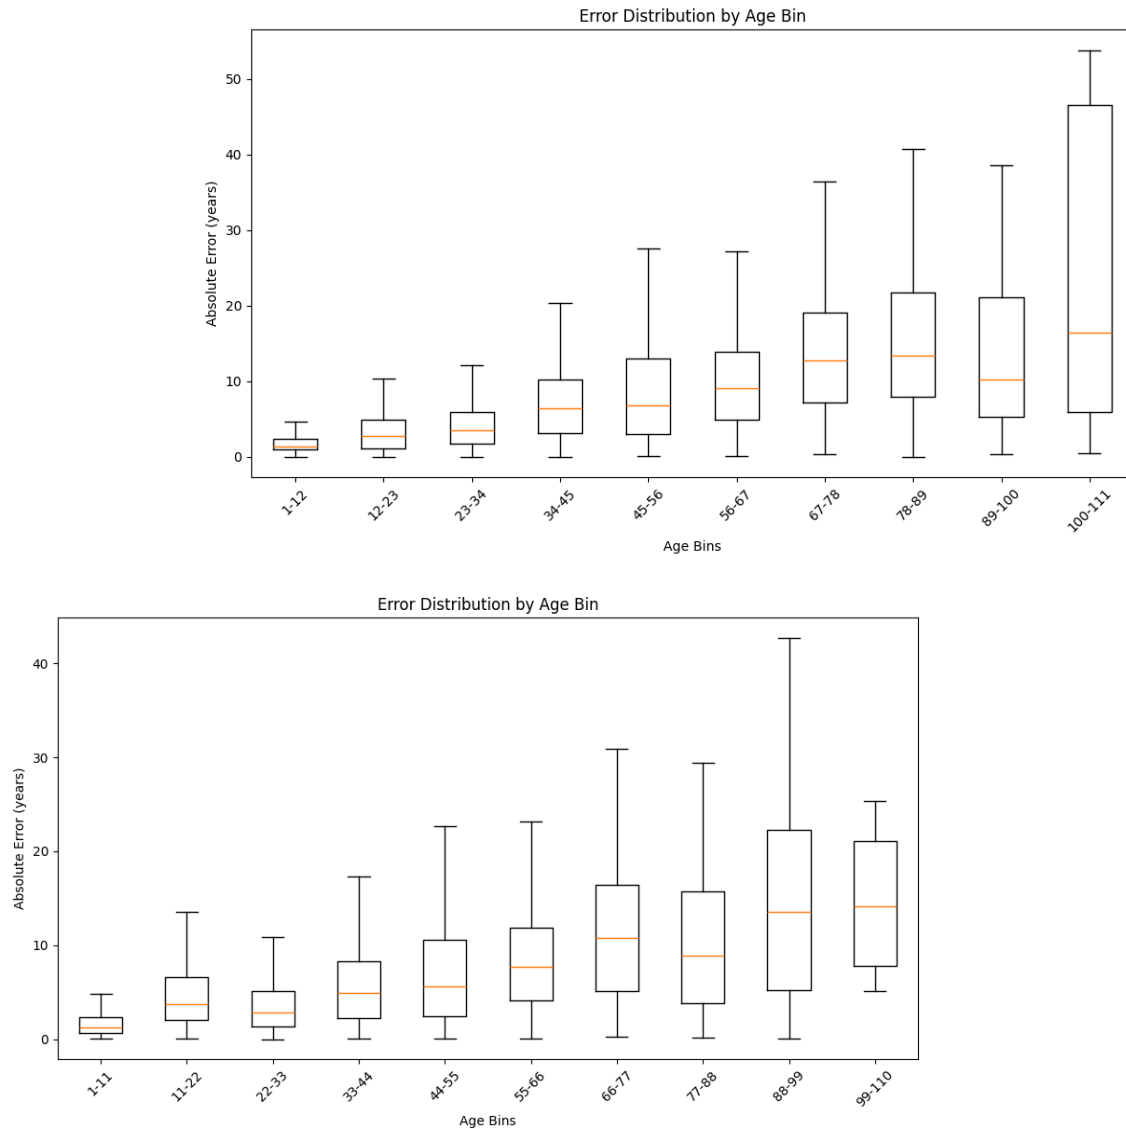 Error Distribution by Age Bin
50
40
30
20
10
0
Absolute Error (years)
1-12 12-23 23-34 34-45 45-56 56-67 67-78 78-89 89-100 100-111
Age Bins
Error Distribution by Age Bin
40
30
20
10
0
Absolute Error (years)
1-11 11-22 22-33 33-44 44-55 55-66 66-77 77-88 88-99 99-110
Age Bins